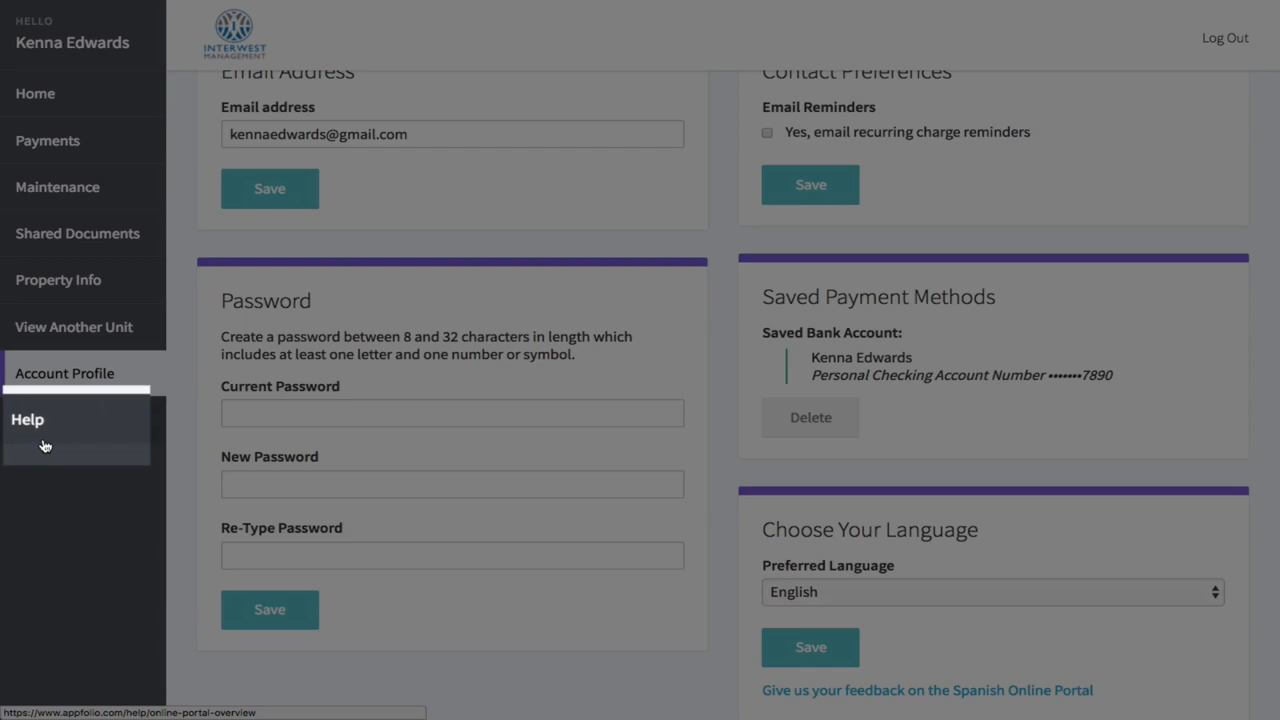 HELLO
Kenna Edwards
Home
Payments
Maintenance
Shared Documents
Property Info
View Another Unit
Account Profile
Help
INTERWEST
MANAGEMENT
Log Out
Email Address
Email address
kennaedwards@gmail.com
Save
Password
Create a password between 8 and 32 characters in length which
includes at least one letter and one number or symbol.
Current Password
New Password
Re-Type Password
Save
Contact Preferences
Email Reminders
Yes, email recurring charge reminders
Save
Saved Payment Methods
Saved Bank Account:
Kenna Edwards
Personal Checking Account Number •••••••7890
Delete
Choose Your Language
Preferred Language
English
Save
Give us your feedback on the Spanish Online Portal
https://www.appfolio.com/help/online-portal-overview